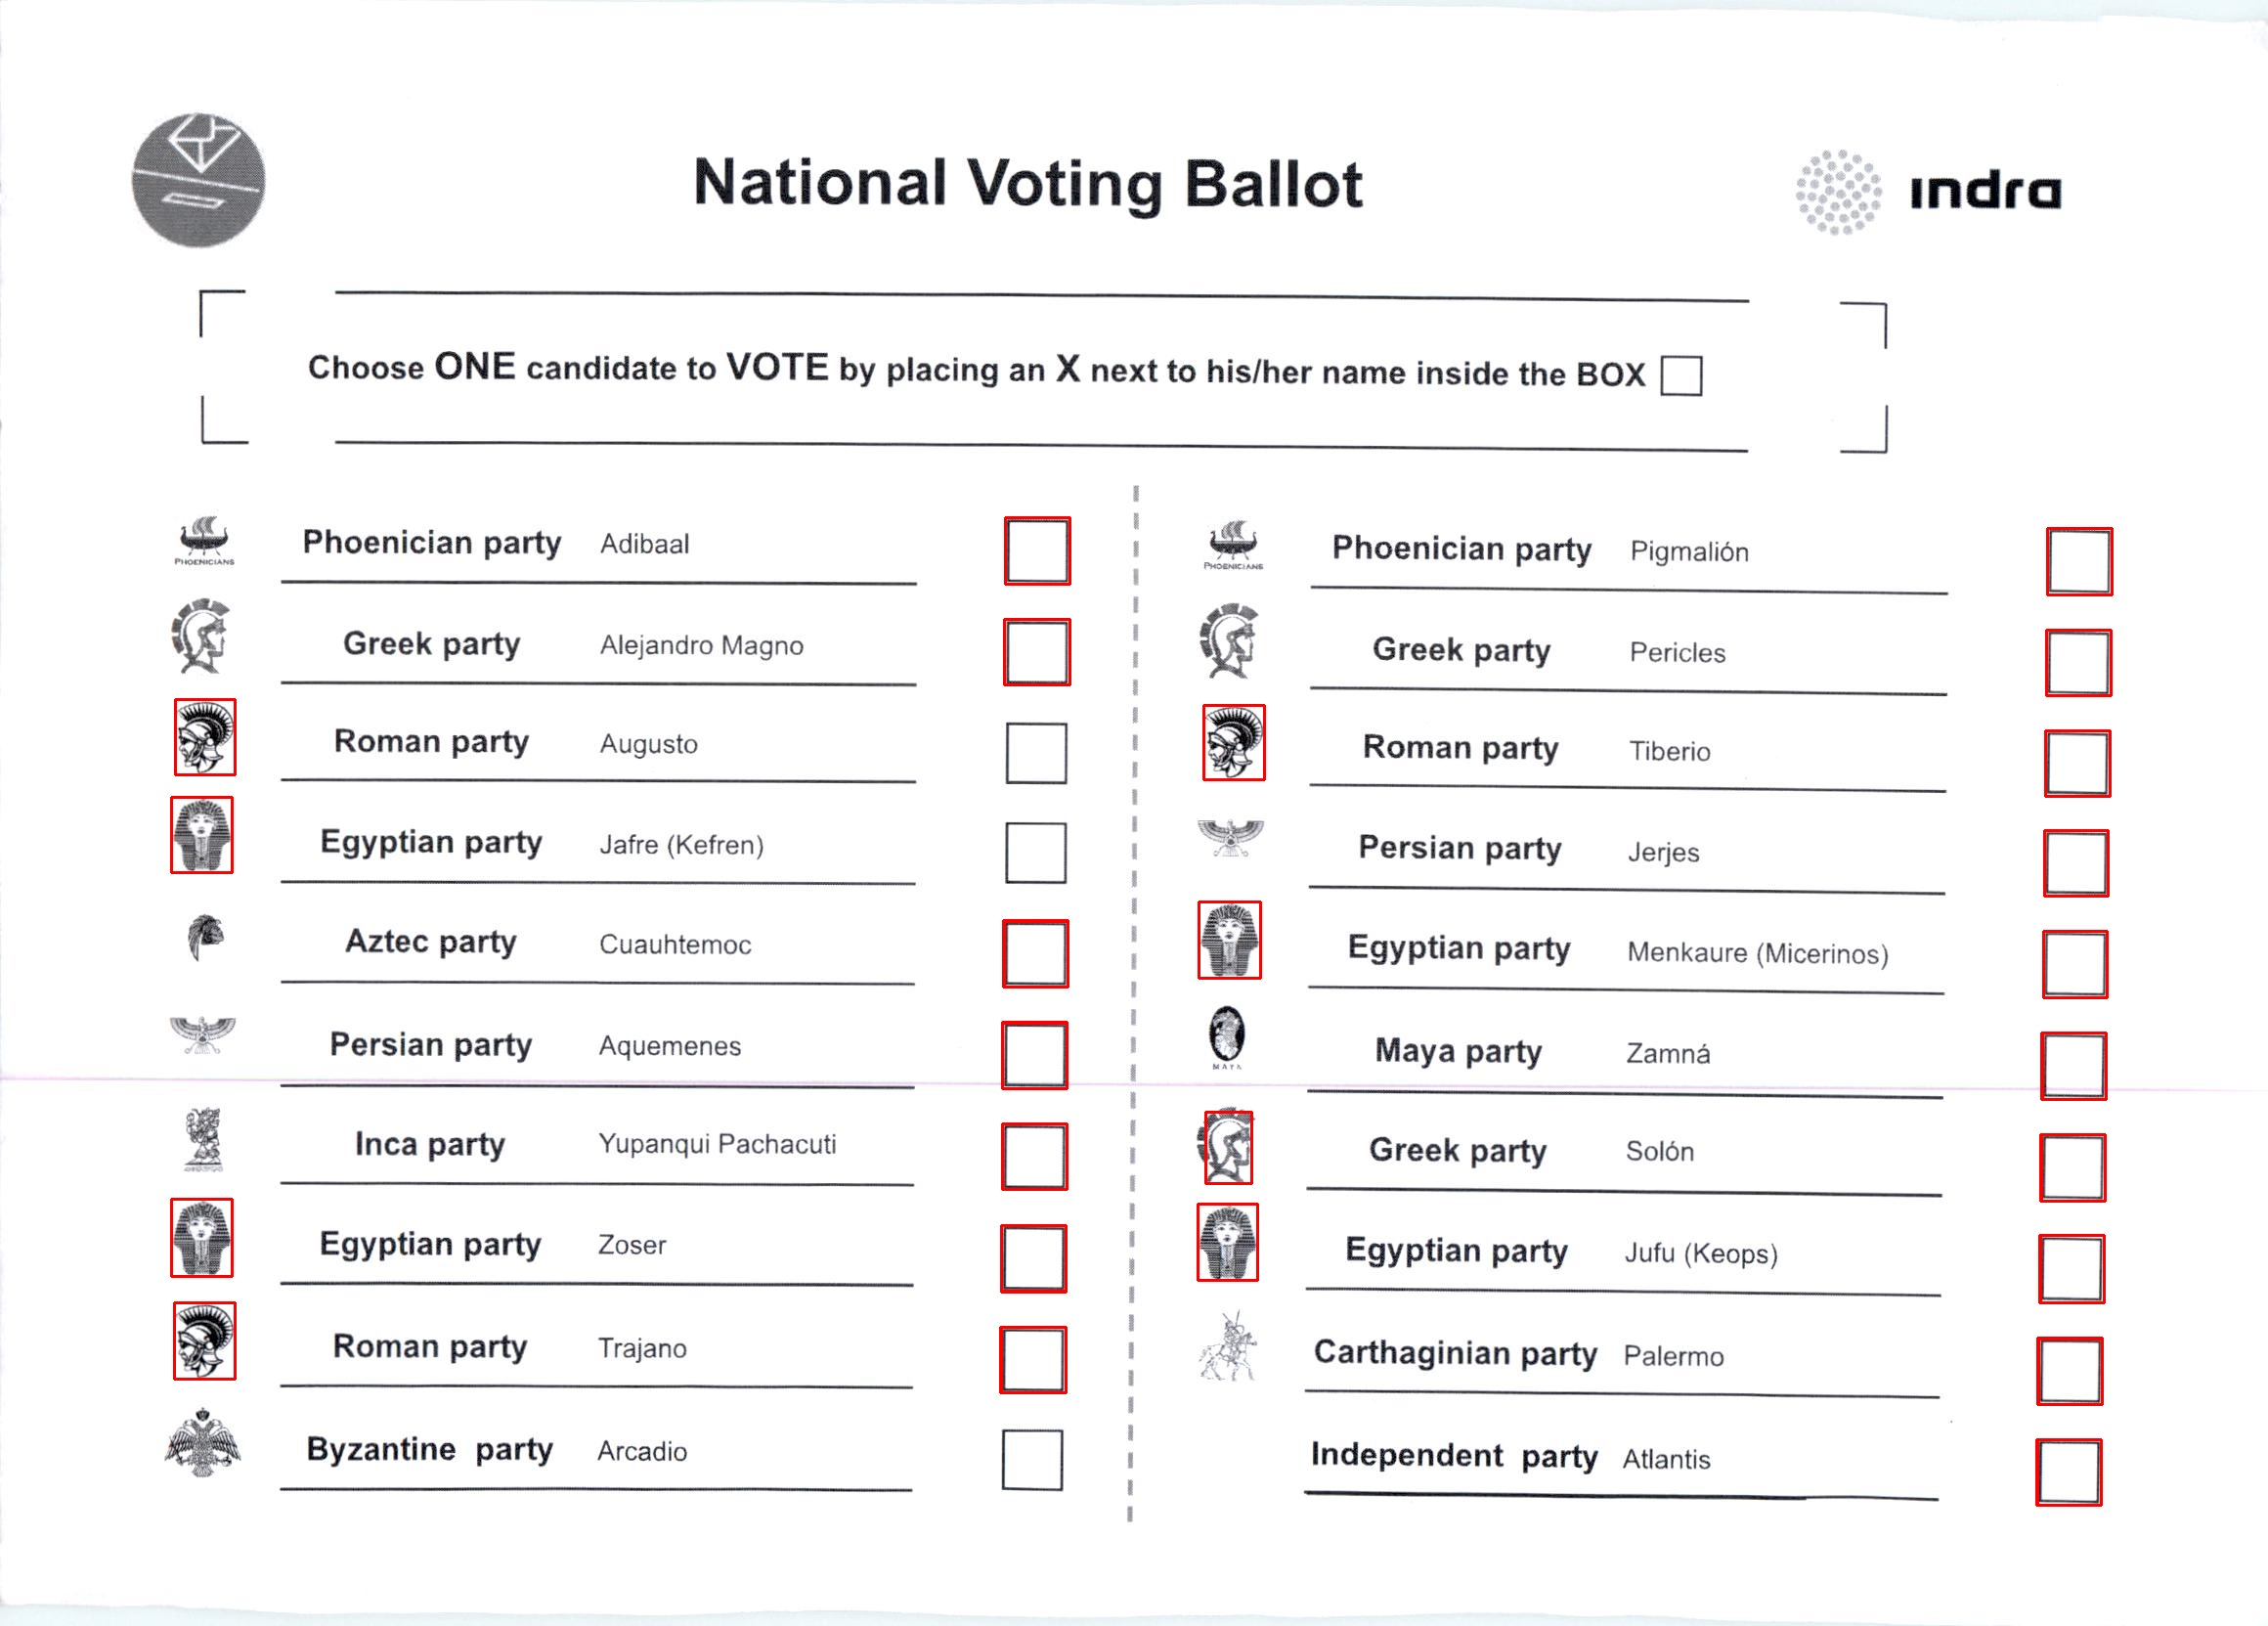 National Voting Ballot
ındra
Choose ONE candidate to VOTE by placing an X next to his/her name inside the BOX
PHOENICIANS
Phoenician party Adibaal
Greek party Alejandro Magno
Roman party Augusto
Egyptian party Jafre (Kefren)
Aztec party Cuauhtemoc
Persian party Aquemenes
Inca party Yupanqui Pachacuti
Egyptian party Zoser
Roman party Trajano
Byzantine party Arcadio
PHOENICIANS
Phoenician party Pigmalión
Greek party Pericles
Roman party Tiberio
Persian party Jerjes
Egyptian party Menkaure (Micerinos)
MAYA
Maya party Zamná
Greek party Solón
Egyptian party Jufu (Keops)
Carthaginian party Palermo
Independent party Atlantis